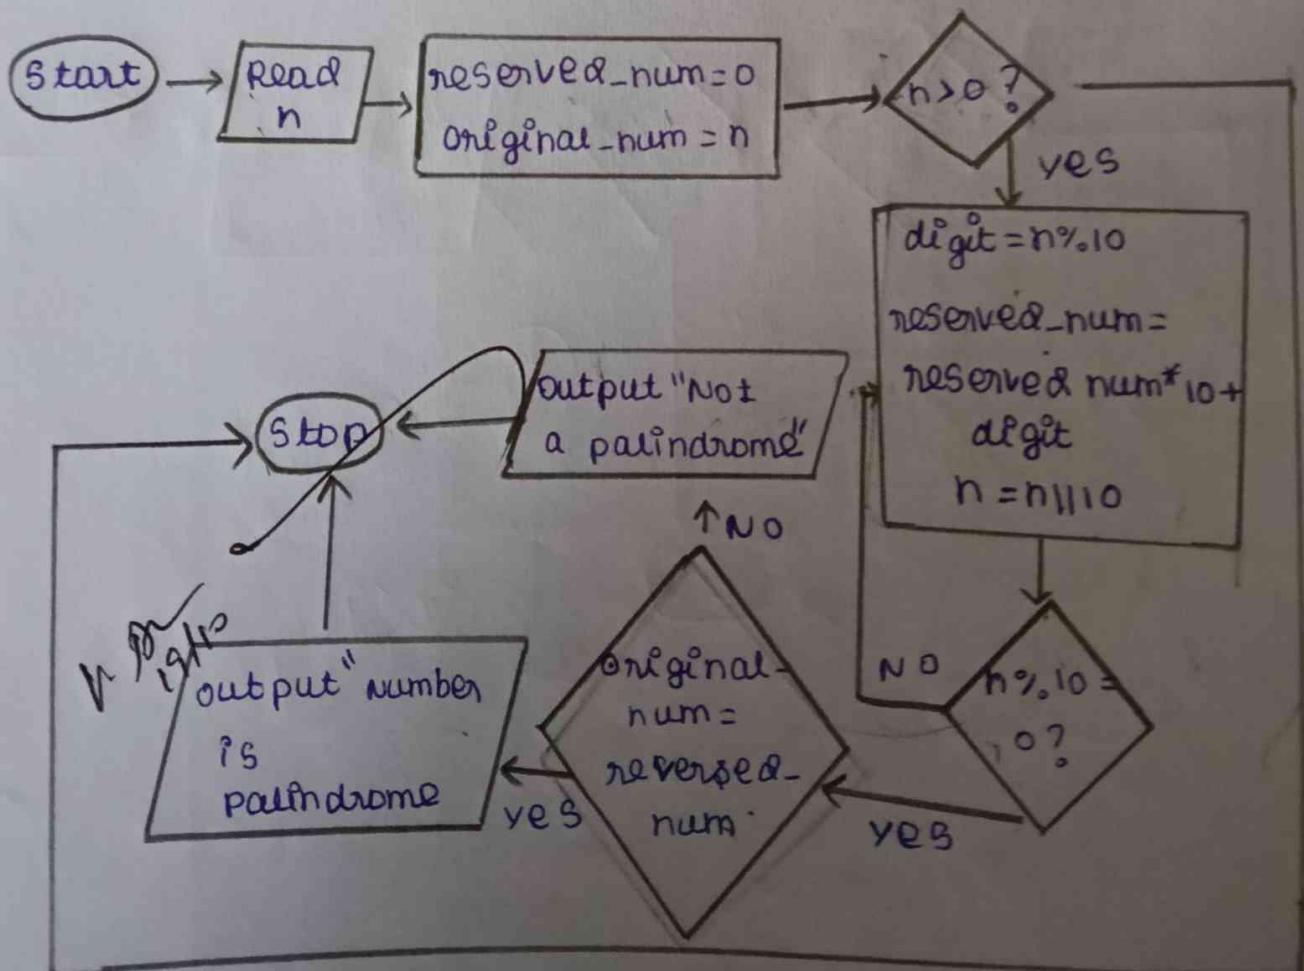 Start
Read
n
reserved_num=0
original_num=n
n>0?
yes
digit=n%10
reserved_num=
reserved num*10+
digit
n=n||10
n%10=
0?
NO
yes
original-
num=
reversed_
num
NO
output "Not
a palindrome"
yes
output "number
is
palindrome
Stop